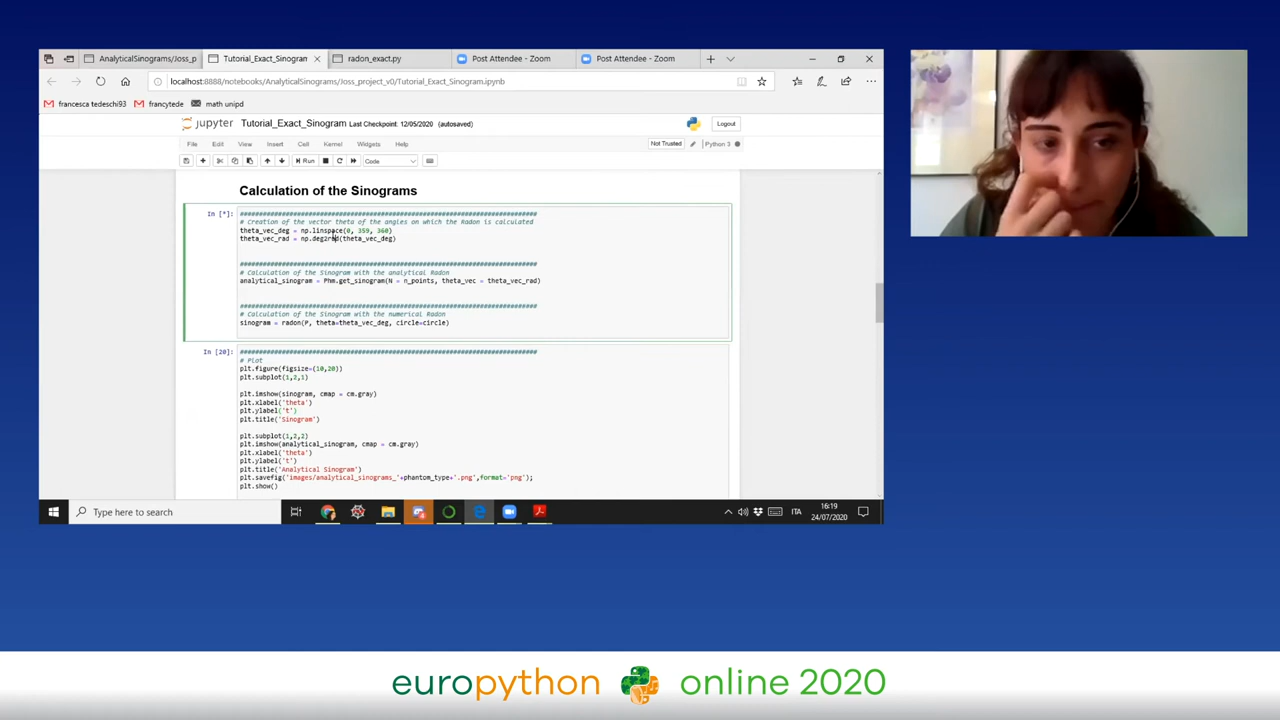 AnalyticalSinograms/Joss_p
Tutorial_Exact_Sinogram
radon_exact.py
Post Attendee - Zoom
Post Attendee - Zoom
localhost:8888/notebooks/AnalyticalSinograms/Joss_project_v0/Tutorial_Exact_Sinogram.ipynb
francesca tedeschi93
francytede
math unipd
jupyter Tutorial_Exact_Sinogram Last Checkpoint: 12/05/2020 (autosaved)
Logout
File Edit View Insert Cell Kernel Widgets Help
Not Trusted
Python 3
Run
Code
Calculation of the Sinograms
In [*]:
#######################################################################
# Creation of the vector theta of the angles on which the Radon is calculated
theta_vec_deg = np.linspace(0, 359, 360)
theta_vec_rad = np.deg2rad(theta_vec_deg)
#######################################################################
# Calculation of the Sinogram with the analytical Radon
analytical_sinogram = Phm.get_sinogram(N = n_points, theta_vec = theta_vec_rad)
#######################################################################
# Calculation of the Sinogram with the numerical Radon
sinogram = radon(P, theta=theta_vec_deg, circle=circle)
In [20]:
#######################################################################
# Plot
plt.figure(figsize=(10,20))
plt.subplot(1,2,1)
plt.imshow(sinogram, cmap = cm.gray)
plt.xlabel('theta')
plt.ylabel('t')
plt.title('Sinogram')
plt.subplot(1,2,2)
plt.imshow(analytical_sinogram, cmap = cm.gray)
plt.xlabel('theta')
plt.ylabel('t')
plt.title('Analytical Sinogram')
plt.savefig('images/analytical_sinograms_'+phantom_type+'.png',format='png');
plt.show()
Type here to search
ITA
16:19
24/07/2020
europython online 2020